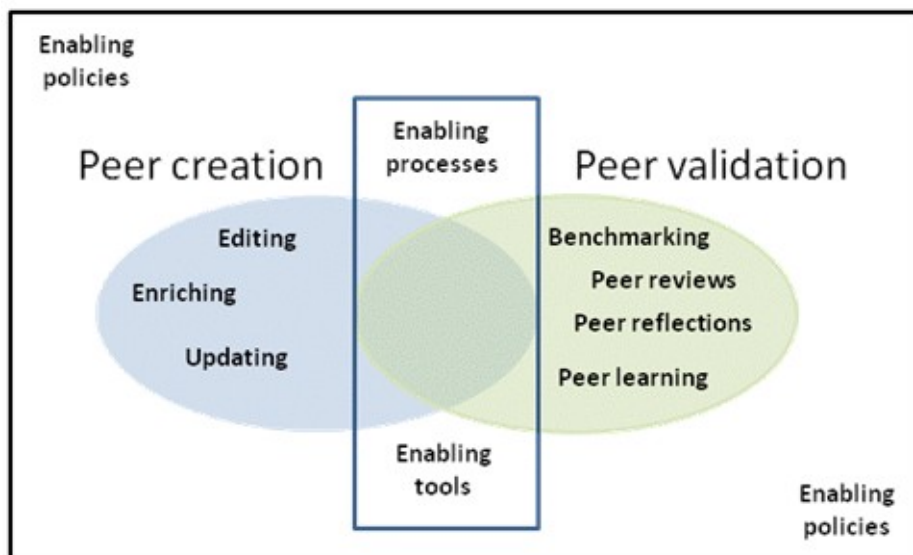 Enabling
policies
Enabling
processes
Peer creation
Peer validation
Editing
Enriching
Updating
Benchmarking
Peer reviews
Peer reflections
Peer learning
Enabling
tools
Enabling
policies